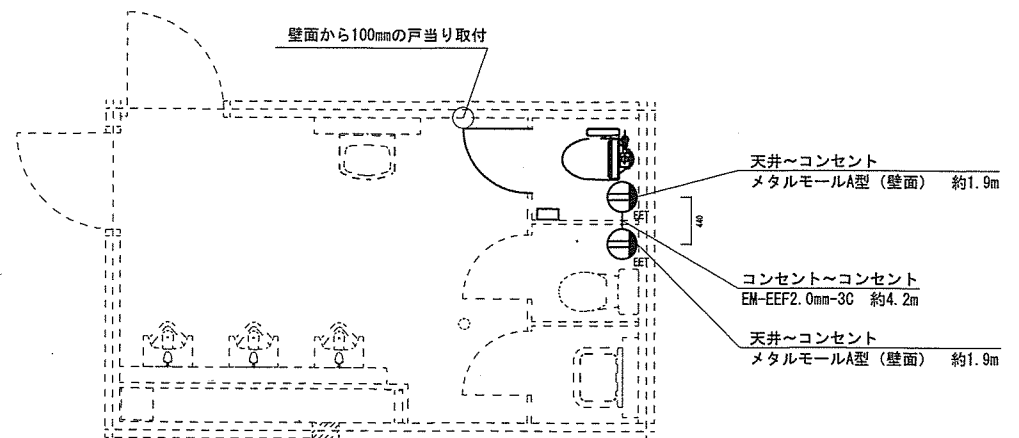 壁面から100mmの戸当り取付
天井～コンセント
メタルモールA型（壁面）　約1.9m
EET
440
EET
コンセント～コンセント
EM-EEF2.0mm-3C　約4.2m
天井～コンセント
メタルモールA型（壁面）　約1.9m